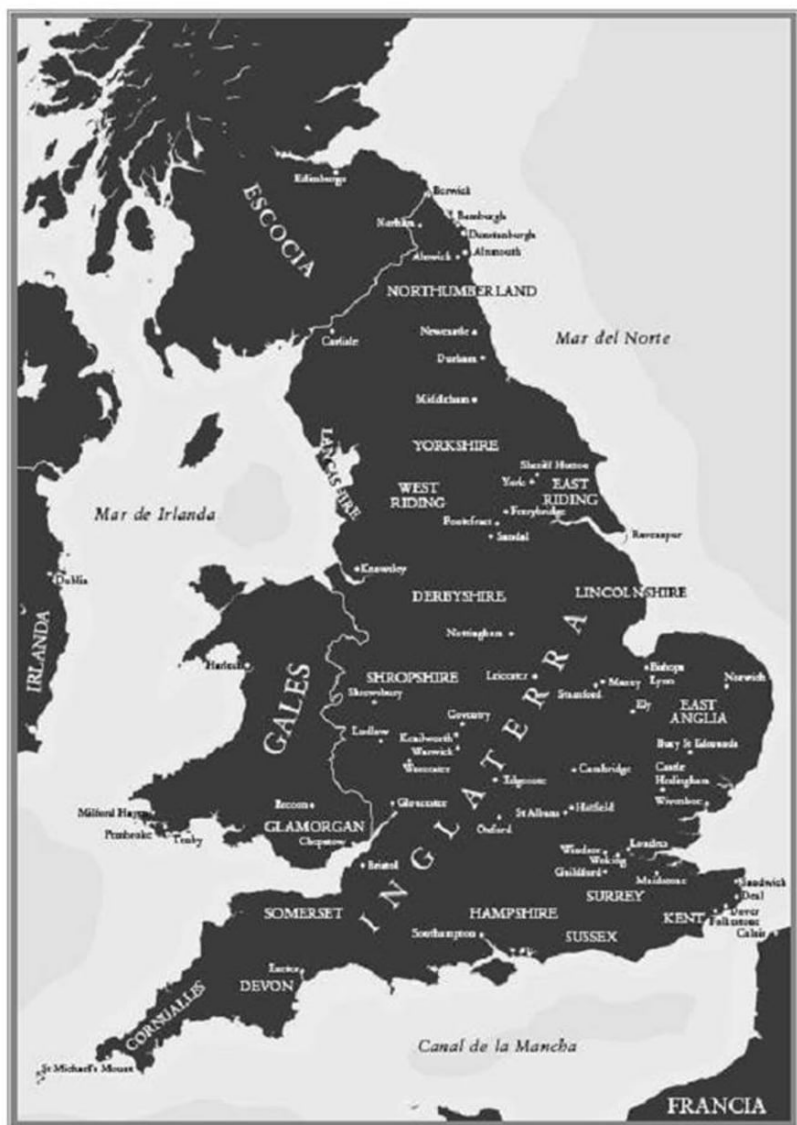 Edimburgo
ESCOCIA
Berwick
Norham
Bamburgh
Dunstanburgh
Alnmouth
Alnwick
NORTHUMBERLAND
Carlisle
Newcastle
Mar del Norte
Durham
Middleham
LANCASHIRE
YORKSHIRE
Sheriff Hutton
York
WEST
RIDING
EAST
RIDING
Mar de Irlanda
Ferrybridge
Pontefract
Sandal
Ravenspur
Knowsley
Dublín
DERBYSHIRE
LINCOLNSHIRE
IRLANDA
Nottingham
Harlech
GALES
SHROPSHIRE
Shrewsbury
Leicester
Stamford
Maxey
Bishops
Lynn
Norwich
Ely
EAST
ANGLIA
Coventry
Ludlow
Kenilworth
Warwick
Worcester
INGLATERRA
Bury St Edmunds
Edgecote
Cambridge
Castle
Hedingham
Wivenhoe
Milford Haven
Brecon
Gloucester
Pembroke
Tenby
GLAMORGAN
Chepstow
St Albans
Hatfield
Oxford
Bristol
Windsor
Londres
Woking
Guildford
Maidstone
SURREY
Sandwich
Deal
Dover
Folkestone
KENT
Calais
SOMERSET
HAMPSHIRE
Southampton
SUSSEX
Exeter
DEVON
CORNUALLES
St Michael's Mount
Canal de la Mancha
FRANCIA